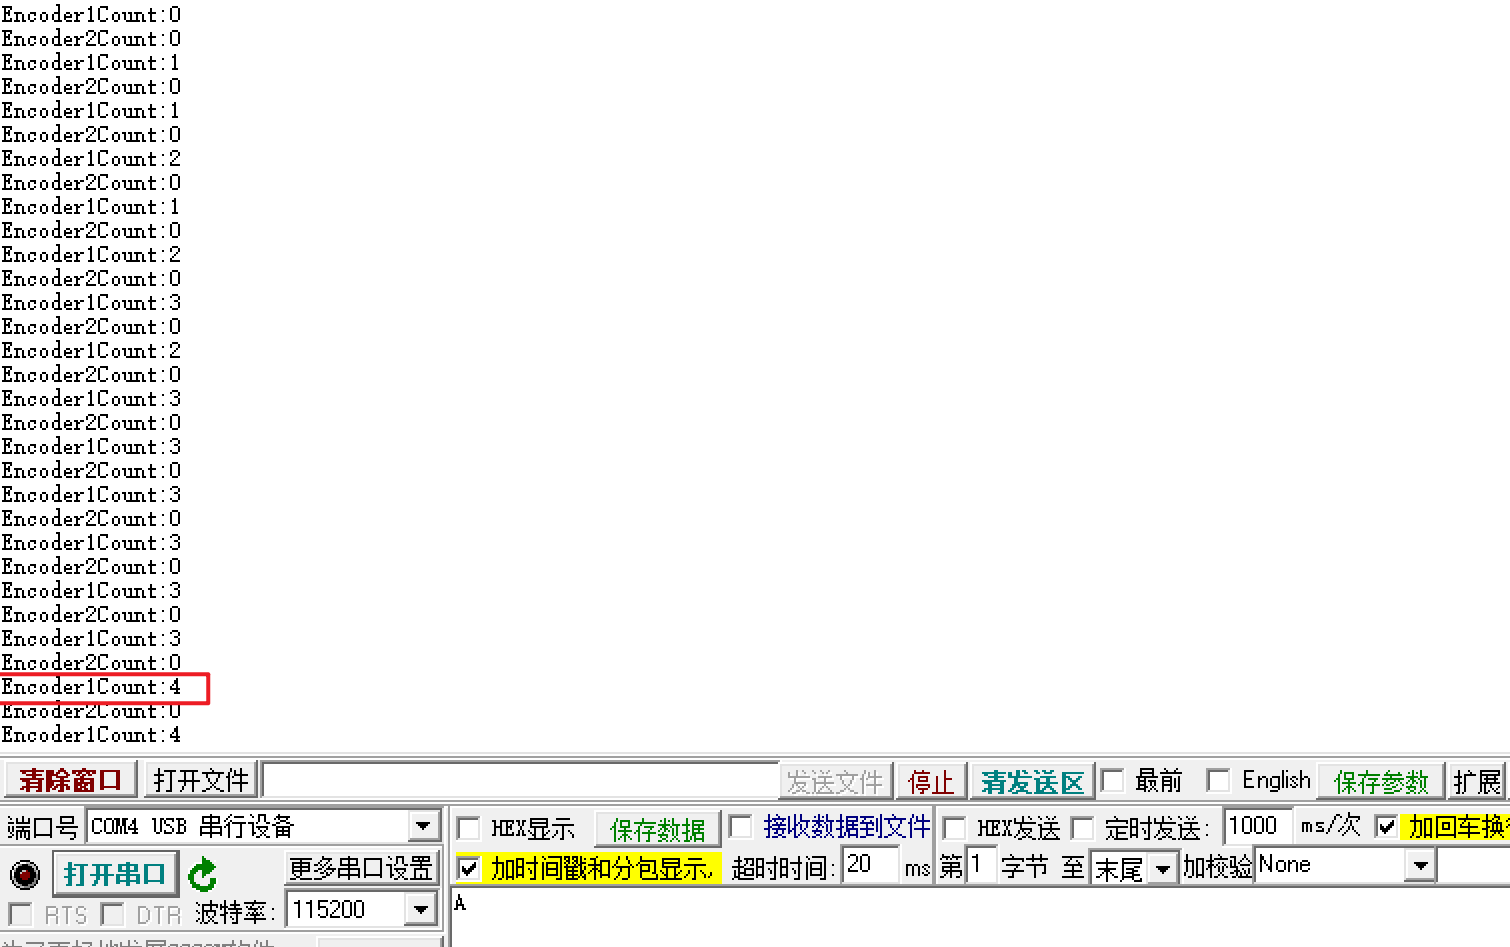 Encoder1Count:0
Encoder2Count:0
Encoder1Count:1
Encoder2Count:0
Encoder1Count:1
Encoder2Count:0
Encoder1Count:2
Encoder2Count:0
Encoder1Count:1
Encoder2Count:0
Encoder1Count:2
Encoder2Count:0
Encoder1Count:3
Encoder2Count:0
Encoder1Count:2
Encoder2Count:0
Encoder1Count:3
Encoder2Count:0
Encoder1Count:3
Encoder2Count:0
Encoder1Count:3
Encoder2Count:0
Encoder1Count:3
Encoder2Count:0
Encoder1Count:3
Encoder2Count:0
Encoder1Count:3
Encoder2Count:0
Encoder1Count:4
Encoder2Count:0
Encoder1Count:4
清除窗口 打开文件 发送文件 停止 清发送区 最前 English 保存参数 扩展
端口号 COM4 USB 串行设备 HEX显示 保存数据 接收数据到文件 HEX发送 定时发送: 1000 ms/次 加回车换
打开串口 更多串口设置 加时间戳和分包显示, 超时时间: 20 ms 第 1 字节 至 末尾 加校验 None
RTS DTR 波特率: 115200 A